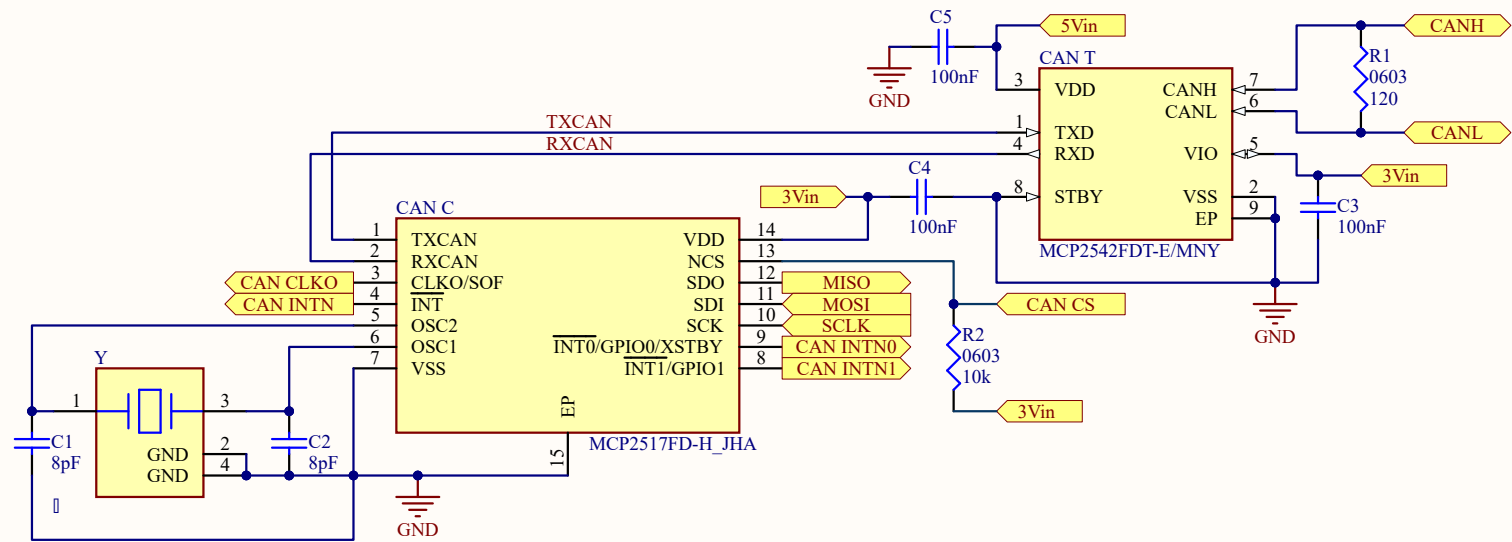 C5
5Vin
CANH
100nF
GND
CAN T
3
VDD
CANH
7
CANL
6
R1
0603
120
TXCAN
1
TXD
RXCAN
4
RXD
VIO
5
CANL
3Vin
C4
100nF
8
STBY
VSS
2
EP
9
3Vin
C3
100nF
MCP2542FDT-E/MNY
GND
CAN C
1
TXCAN
VDD
14
2
RXCAN
NCS
13
CAN CLKO
3
CLKO/SOF
SDO
12
MISO
CAN INTN
4
INT
SDI
11
MOSI
CAN CS
5
OSC2
SCK
10
SCLK
6
OSC1
INT0/GPIO0/XSTBY
9
CAN INTN0
7
VSS
INT1/GPIO1
8
CAN INTN1
R2
0603
10k
3Vin
EP
15
MCP2517FD-H_JHA
Y
1
3
C1
8pF
GND
2
GND
4
C2
8pF
GND